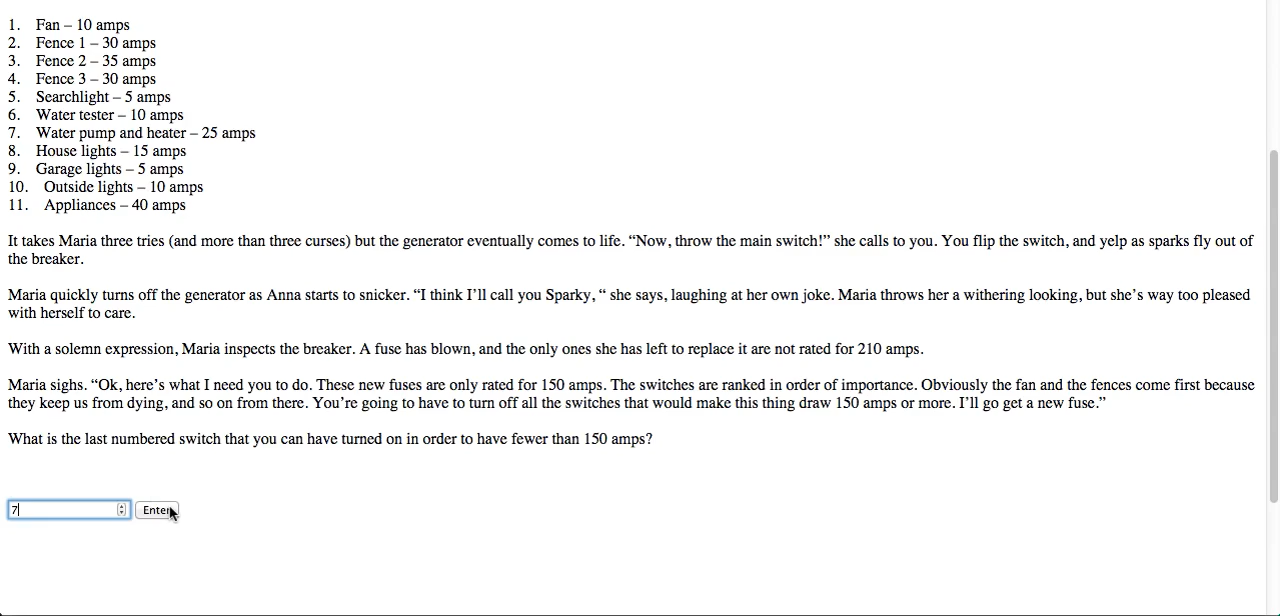 1. Fan – 10 amps
2. Fence 1 – 30 amps
3. Fence 2 – 35 amps
4. Fence 3 – 30 amps
5. Searchlight – 5 amps
6. Water tester – 10 amps
7. Water pump and heater – 25 amps
8. House lights – 15 amps
9. Garage lights – 5 amps
10. Outside lights – 10 amps
11. Appliances – 40 amps
It takes Maria three tries (and more than three curses) but the generator eventually comes to life. “Now, throw the main switch!” she calls to you. You flip the switch, and yelp as sparks fly out of
the breaker.
Maria quickly turns off the generator as Anna starts to snicker. “I think I’ll call you Sparky, “ she says, laughing at her own joke. Maria throws her a withering looking, but she’s way too pleased
with herself to care.
With a solemn expression, Maria inspects the breaker. A fuse has blown, and the only ones she has left to replace it are not rated for 210 amps.
Maria sighs. “Ok, here’s what I need you to do. These new fuses are only rated for 150 amps. The switches are ranked in order of importance. Obviously the fan and the fences come first because
they keep us from dying, and so on from there. You’re going to have to turn off all the switches that would make this thing draw 150 amps or more. I’ll go get a new fuse.”
What is the last numbered switch that you can have turned on in order to have fewer than 150 amps?
7 Enter